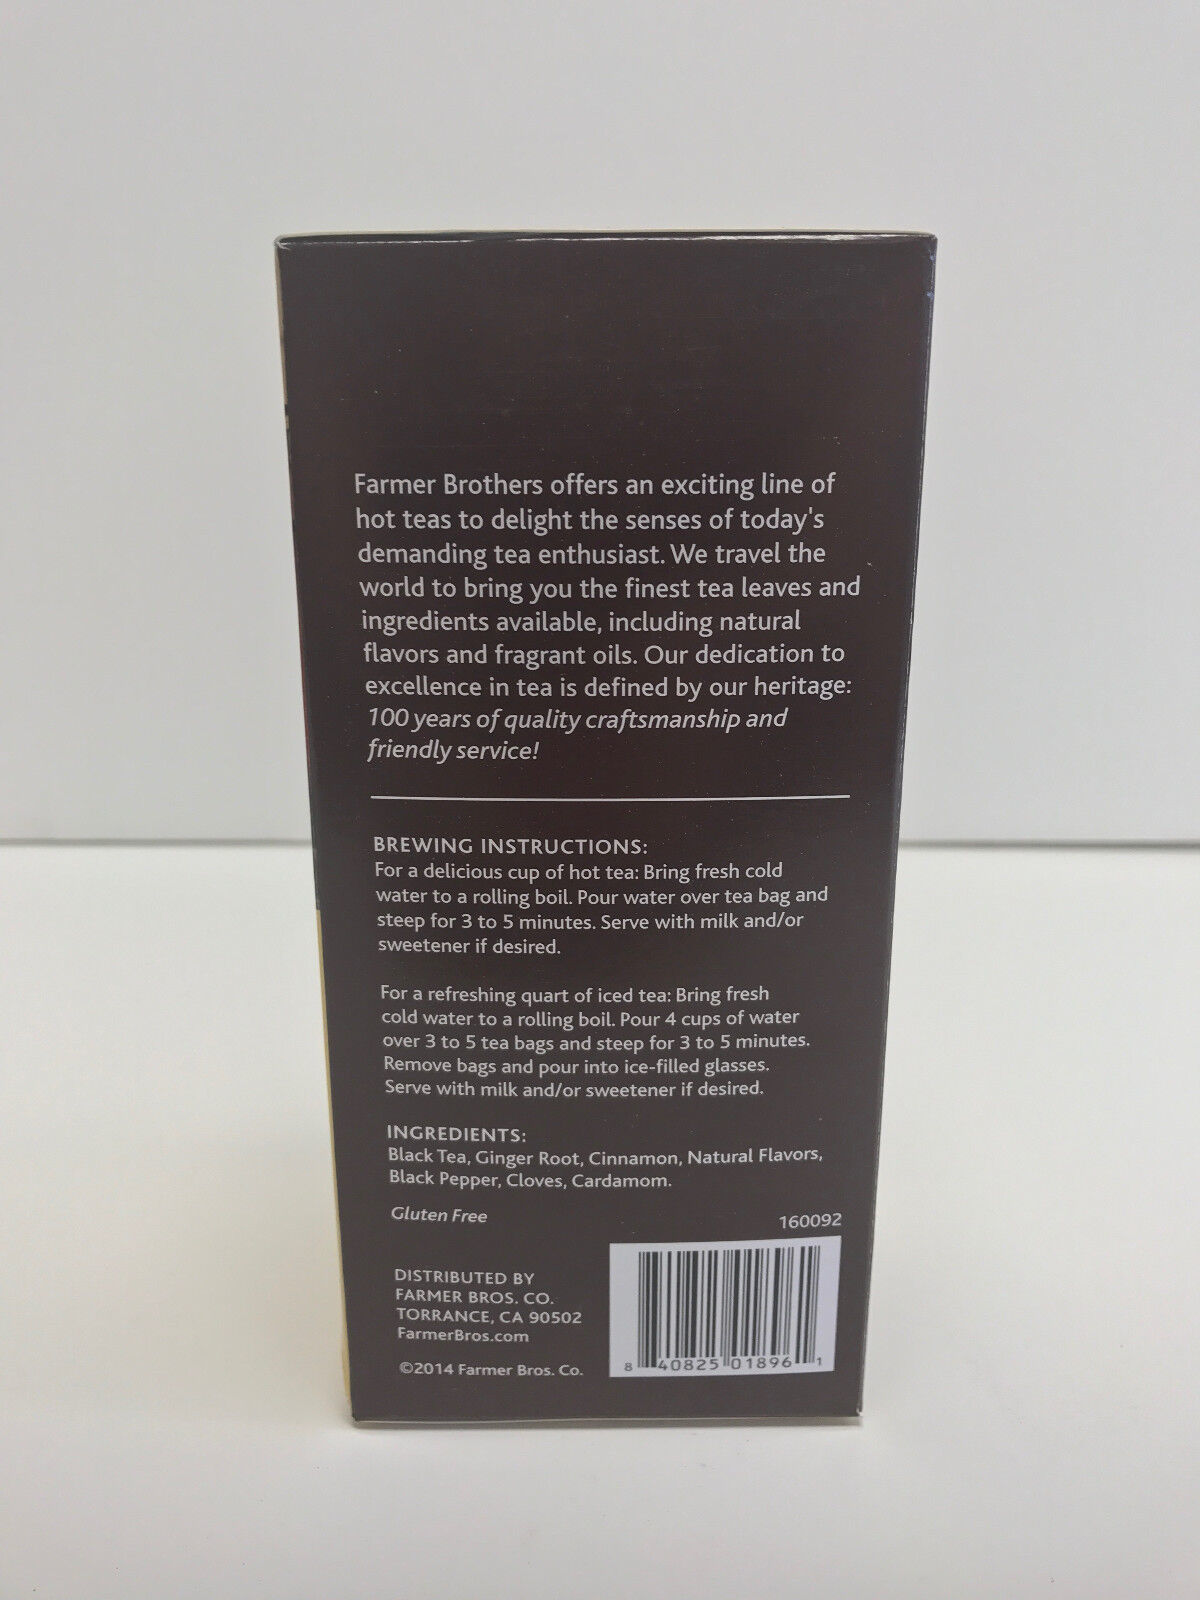 Farmer Brothers offers an exciting line of
hot teas to delight the senses of today's
demanding tea enthusiast. We travel the
world to bring you the finest tea leaves and
ingredients available, including natural
flavors and fragrant oils. Our dedication to
excellence in tea is defined by our heritage:
100 years of quality craftsmanship and
friendly service!
BREWING INSTRUCTIONS:
For a delicious cup of hot tea: Bring fresh cold
water to a rolling boil. Pour water over tea bag and
steep for 3 to 5 minutes. Serve with milk and/or
sweetener if desired.
For a refreshing quart of iced tea: Bring fresh
cold water to a rolling boil. Pour 4 cups of water
over 3 to 5 tea bags and steep for 3 to 5 minutes.
Remove bags and pour into ice-filled glasses.
Serve with milk and/or sweetener if desired.
INGREDIENTS:
Black Tea, Ginger Root, Cinnamon, Natural Flavors,
Black Pepper, Cloves, Cardamom.
Gluten Free
160092
DISTRIBUTED BY
FARMER BROS. CO.
TORRANCE, CA 90502
FarmerBros.com
©2014 Farmer Bros. Co.
8 40825 01896 1